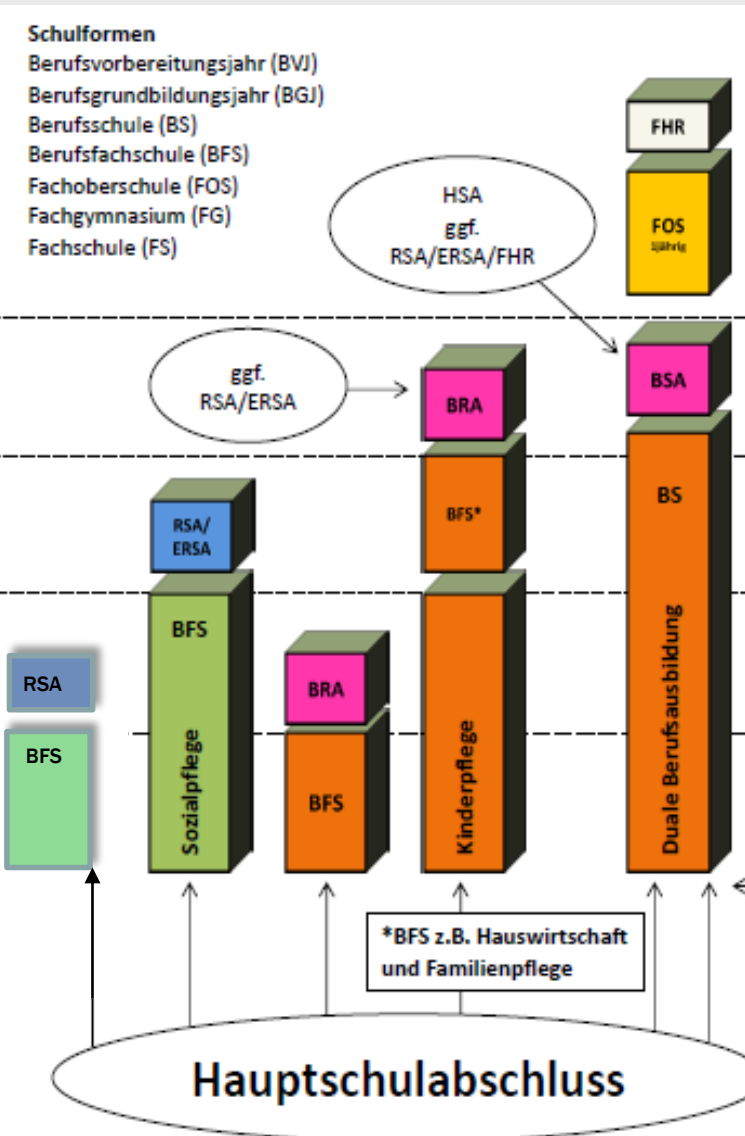 Schulformen
Berufsvorbereitungsjahr (BVJ)
Berufsgrundbildungsjahr (BGJ)
Berufsschule (BS)
Berufsfachschule (BFS)
Fachoberschule (FOS)
Fachgymnasium (FG)
Fachschule (FS)
FHR
FOS
1jährig
HSA
ggf.
RSA/ERSA/FHR
ggf.
RSA/ERSA
BRA
BSA
BFS*
BS
RSA/
ERSA
BFS
Sozialpflege
RSA
BFS
BRA
BFS
Kinderpflege
Duale Berufsausbildung
*BFS z.B. Hauswirtschaft
und Familienpflege
Hauptschulabschluss